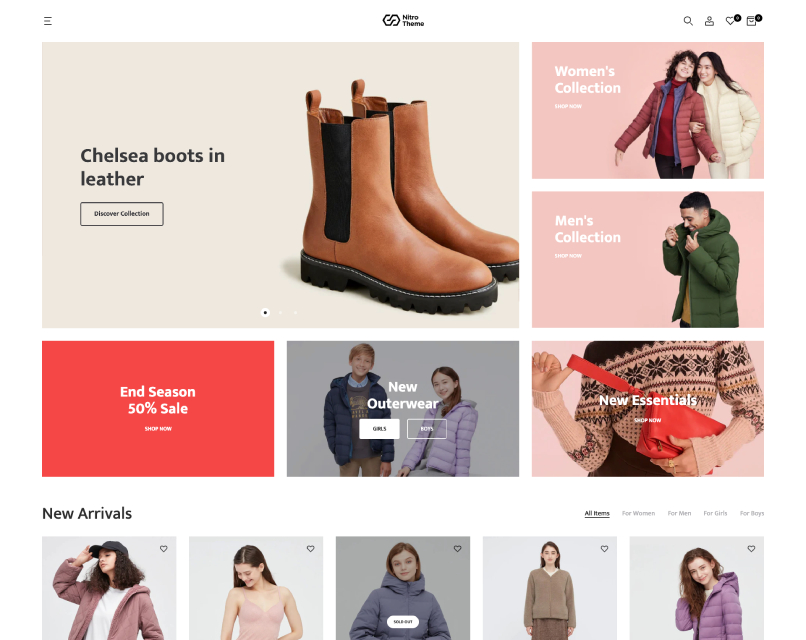 Nitro
Theme
0
0
Chelsea boots in
leather
Discover Collection
Women's
Collection
SHOP NOW
Men's
Collection
SHOP NOW
End Season
50% Sale
SHOP NOW
New
Outerwear
GIRLS
BOYS
New Essentials
SHOP NOW
New Arrivals
All Items
For Women
For Men
For Girls
For Boys
SOLD OUT